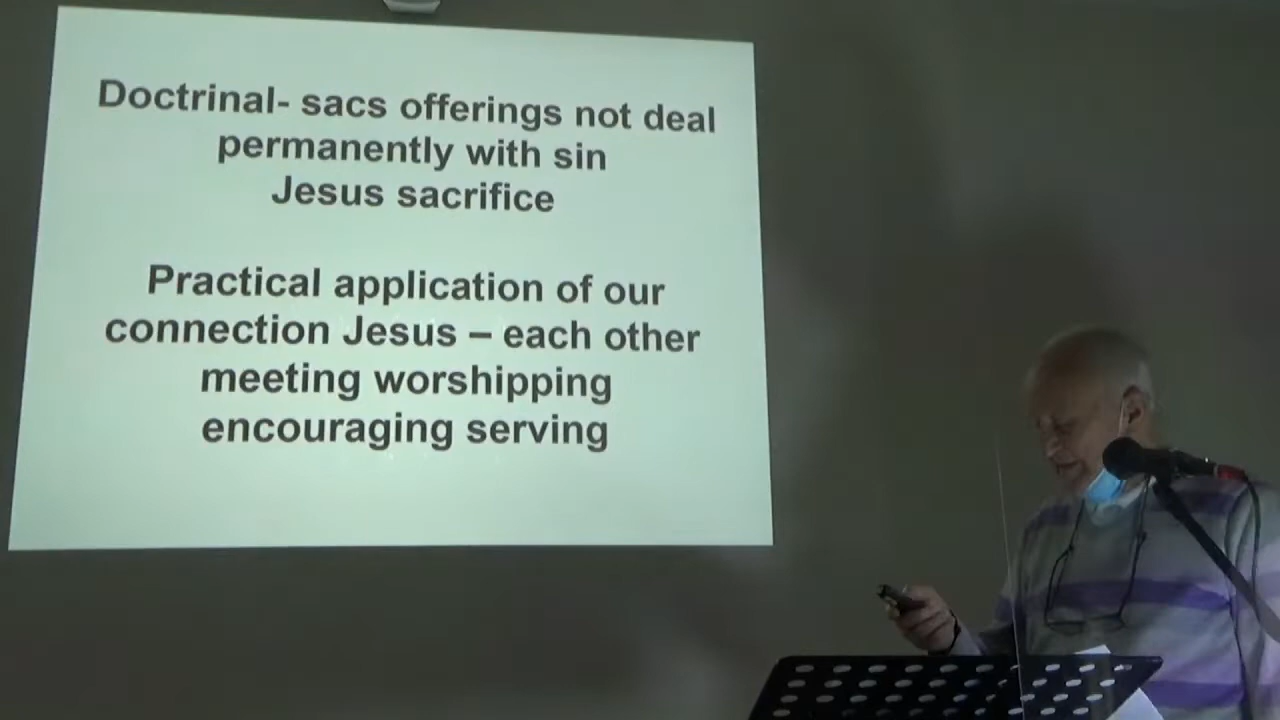 Doctrinal- sacs offerings not deal
permanently with sin
Jesus sacrifice
Practical application of our
connection Jesus – each other
meeting worshipping
encouraging serving